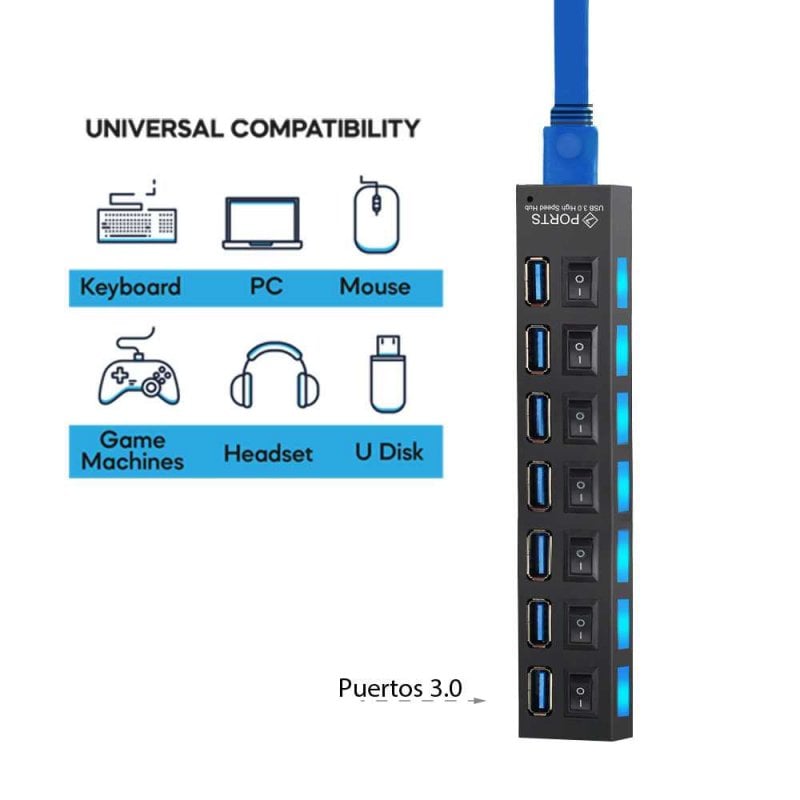 UNIVERSAL COMPATIBILITY
Keyboard PC Mouse
Game
Machines Headset U Disk
PORTS
USB 3.0 High Speed Hub
Puertos 3.0